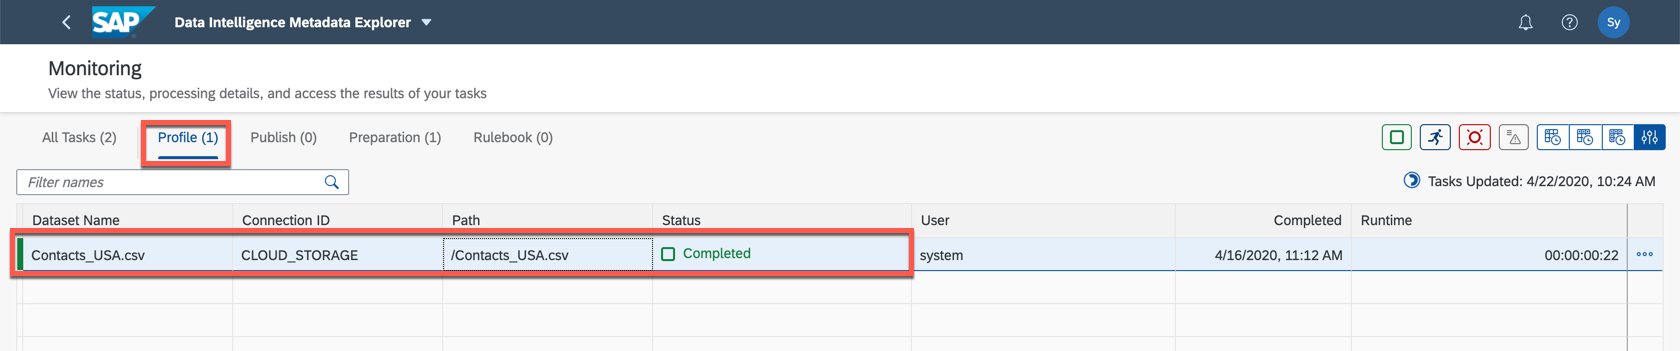 SAP Data Intelligence Metadata Explorer Sy
Monitoring
View the status, processing details, and access the results of your tasks
All Tasks (2) Profile (1) Publish (0) Preparation (1) Rulebook (0)
Filter names Tasks Updated: 4/22/2020, 10:24 AM
Dataset Name Connection ID Path Status User Completed Runtime
Contacts_USA.csv CLOUD_STORAGE /Contacts_USA.csv Completed system 4/16/2020, 11:12 AM 00:00:00:22